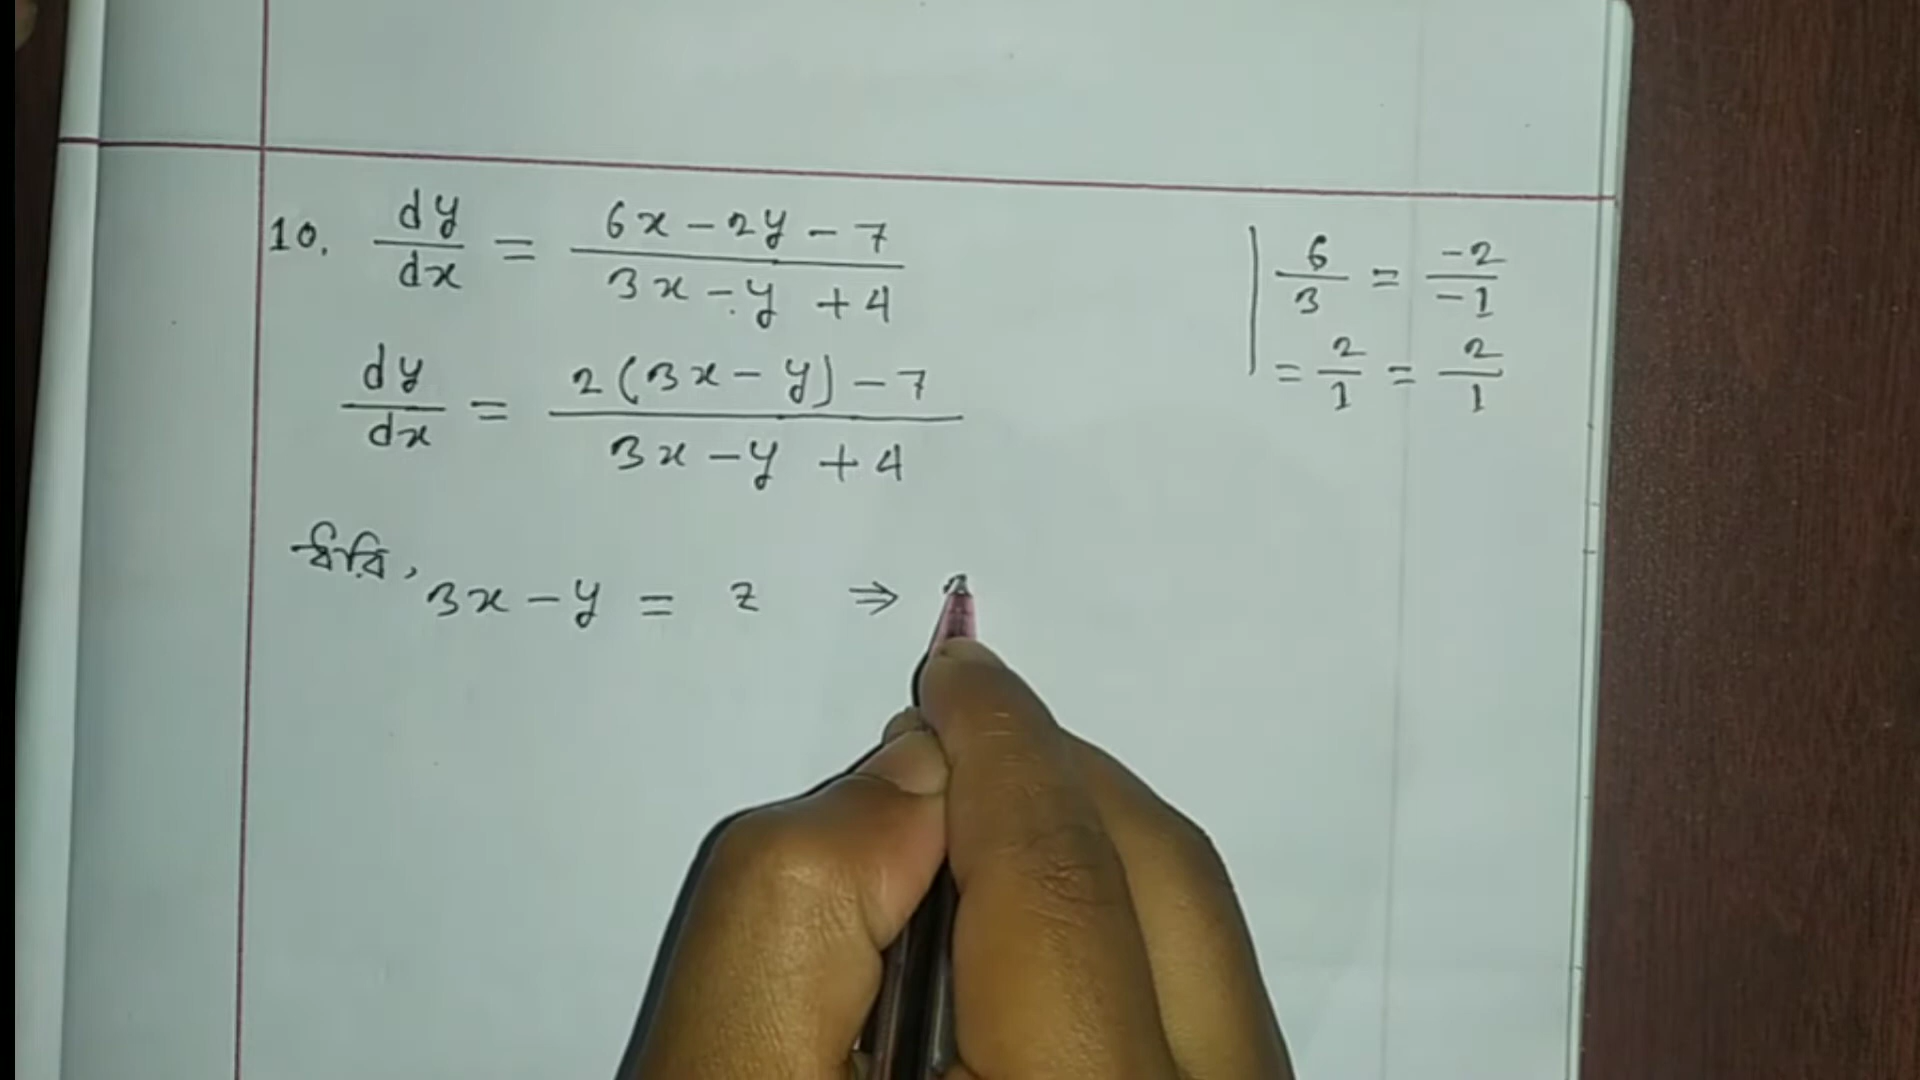 10. dy/dx = (6x - 2y - 7)/(3x - y + 4)
6/3 = -2/-1
= 2/1 = 2/1
dy/dx = (2(3x - y) - 7)/(3x - y + 4)
ধরি,
3x - y = z ⇒